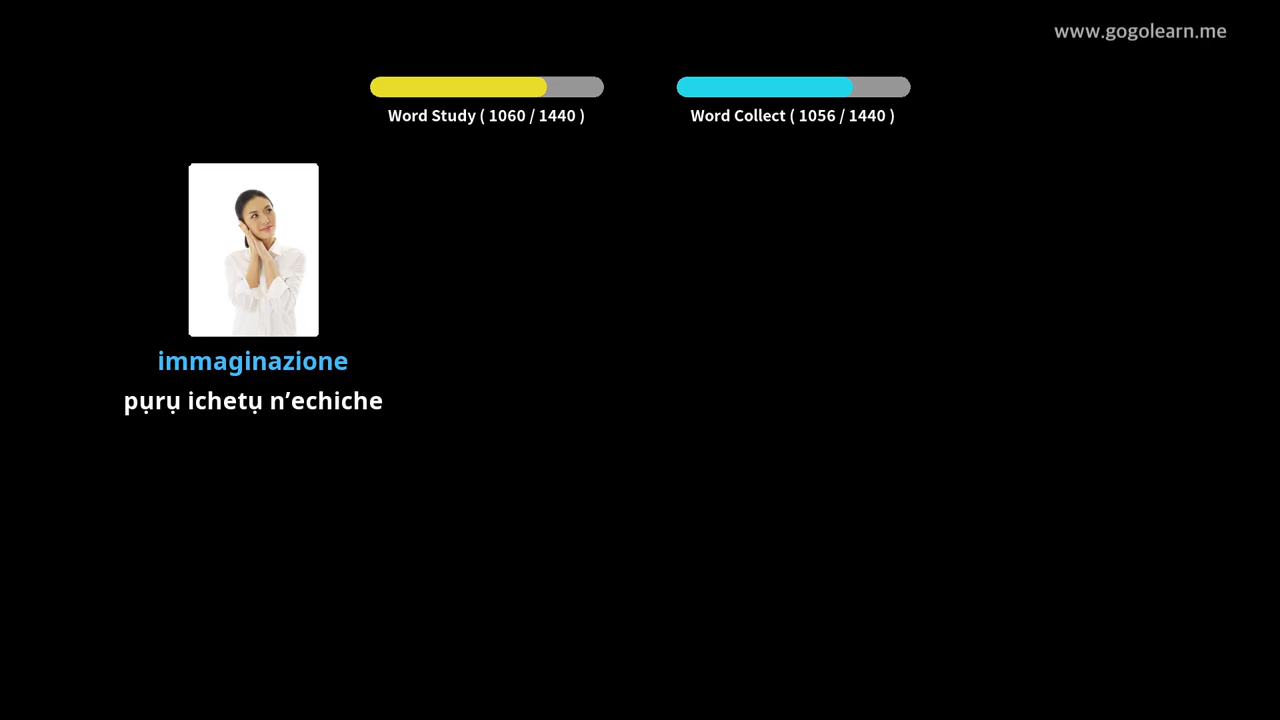 www.gogolearn.me
Word Study ( 1060 / 1440 )
Word Collect ( 1056 / 1440 )
immaginazione
pụrụ ichetụ n’echiche